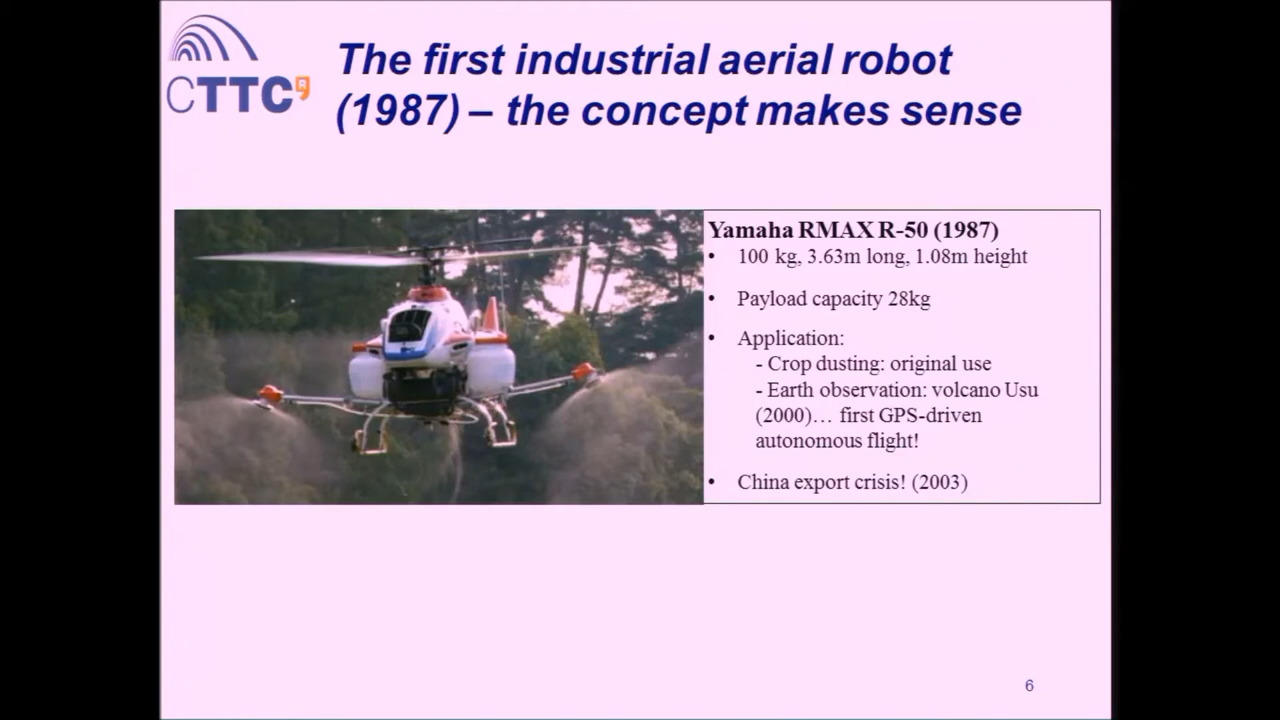 CTTC
The first industrial aerial robot
(1987) – the concept makes sense
Yamaha RMAX R-50 (1987)
• 100 kg, 3.63m long, 1.08m height
• Payload capacity 28kg
• Application:
- Crop dusting: original use
- Earth observation: volcano Usu
(2000)… first GPS-driven
autonomous flight!
• China export crisis! (2003)
6